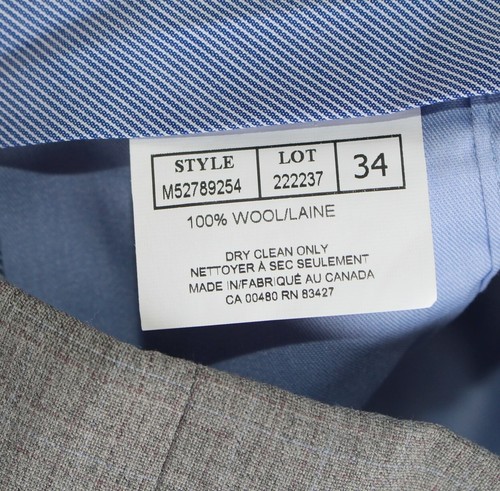 STYLE LOT 34
M52789254 222237
100% WOOL/LAINE
DRY CLEAN ONLY
NETTOYER À SEC SEULEMENT
MADE IN/FABRIQUÉ AU CANADA
CA 00480 RN 83427